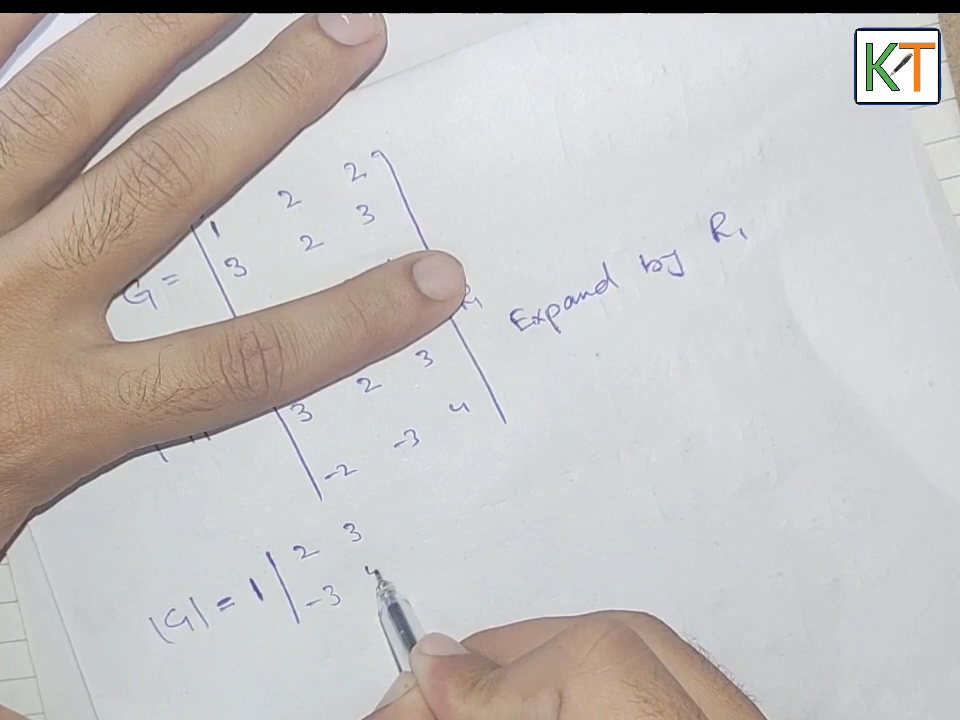 KT
1 2 2
G = 3 2 3
Expand by R₁
R₁
3 2 3
-2 -3 4
|G| = 1 | 2 3
-3 4